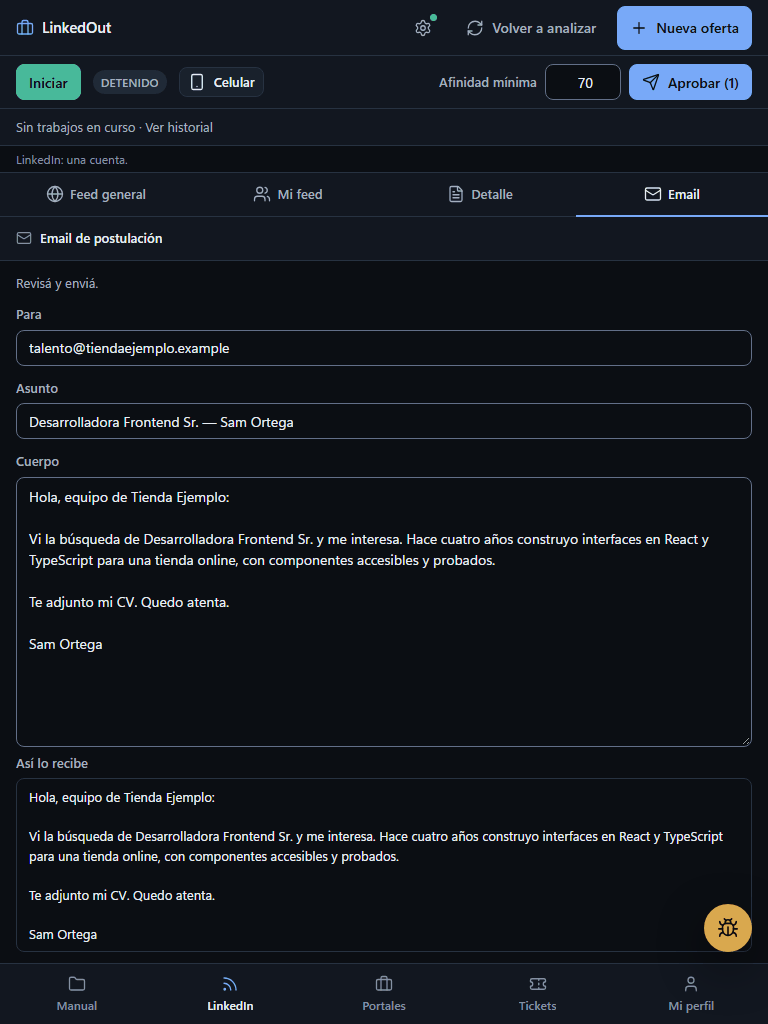 LinkedOut
Volver a analizar
Nueva oferta
Iniciar
DETENIDO
Celular
Afinidad mínima
70
Aprobar (1)
Sin trabajos en curso · Ver historial
LinkedIn: una cuenta.
Feed general
Mi feed
Detalle
Email
Email de postulación
Revisá y enviá.
Para
talento@tiendaejemplo.example
Asunto
Desarrolladora Frontend Sr. — Sam Ortega
Cuerpo
Hola, equipo de Tienda Ejemplo:
Vi la búsqueda de Desarrolladora Frontend Sr. y me interesa. Hace cuatro años construyo interfaces en React y
TypeScript para una tienda online, con componentes accesibles y probados.
Te adjunto mi CV. Quedo atenta.
Sam Ortega
Así lo recibe
Hola, equipo de Tienda Ejemplo:
Vi la búsqueda de Desarrolladora Frontend Sr. y me interesa. Hace cuatro años construyo interfaces en React y TypeScript
para una tienda online, con componentes accesibles y probados.
Te adjunto mi CV. Quedo atenta.
Sam Ortega
Manual
LinkedIn
Portales
Tickets
Mi perfil